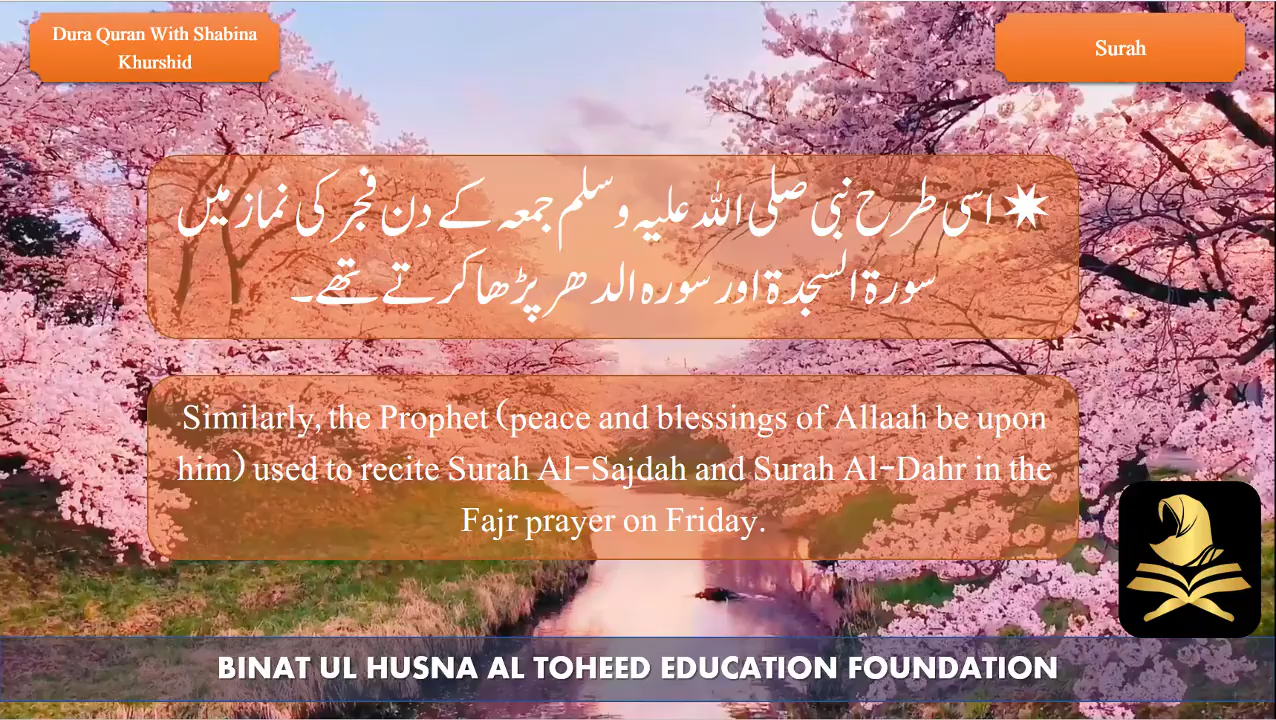 Dura Quran With Shabina
Khurshid
Surah
اسی طرح نبی صلی اللہ علیہ و سلم جمعہ کے دن فجر کی نماز میں
سورۃ السجدۃ اور سورہ الدھر پڑھا کرتے تھے۔
Similarly, the Prophet (peace and blessings of Allaah be upon
him) used to recite Surah Al-Sajdah and Surah Al-Dahr in the
Fajr prayer on Friday.
BINAT UL HUSNA AL TOHEED EDUCATION FOUNDATION